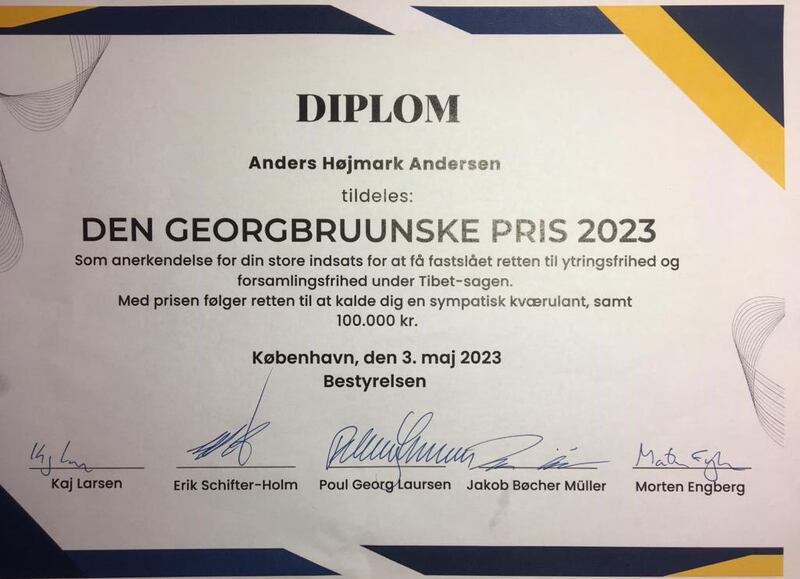 DIPLOM
Anders Højmark Andersen
tildeles:
DEN GEORGBRUUNSKE PRIS 2023
Som anerkendelse for din store indsats for at få fastslået retten til ytringsfrihed og
forsamlingsfrihed under Tibet-sagen.
Med prisen følger retten til at kalde dig en sympatisk kværulant, samt
100.000 kr.
København, den 3. maj 2023
Bestyrelsen
Kaj Larsen
Erik Schifter-Holm
Poul Georg Laursen
Jakob Bøcher Müller
Morten Engberg